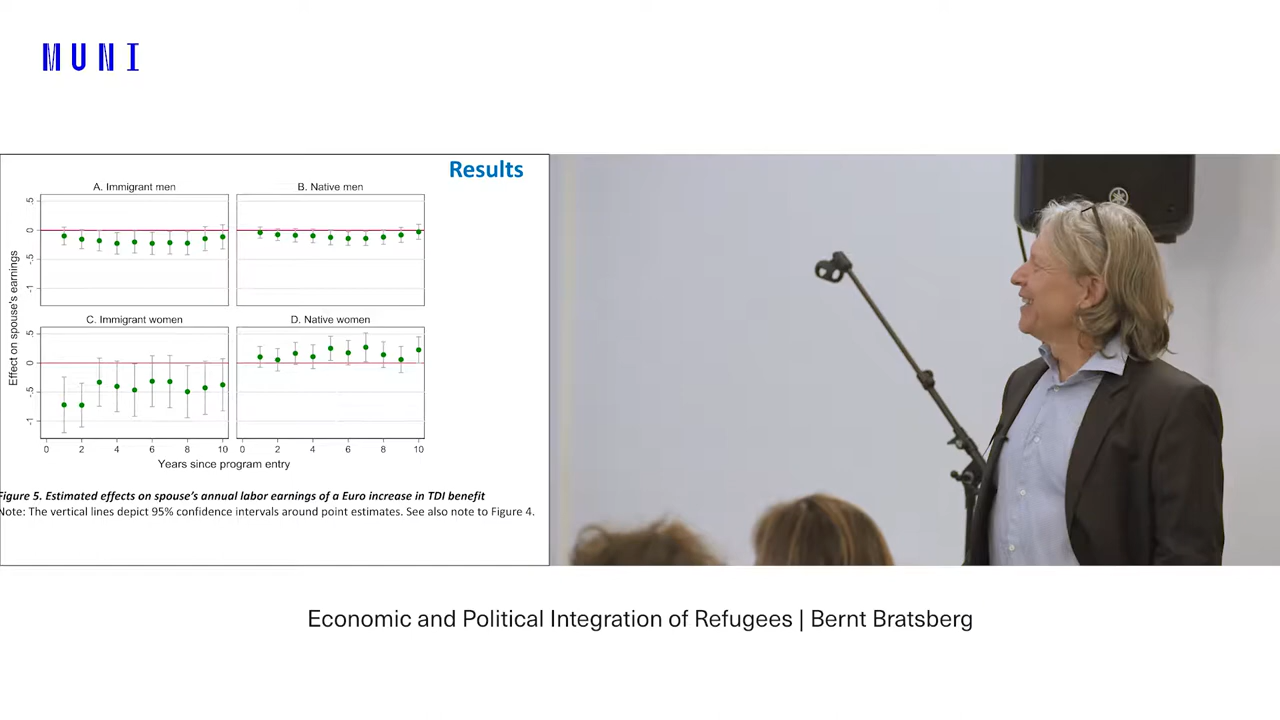 MUNI
Results
A. Immigrant men
B. Native men
.5
0
-.5
-1
C. Immigrant women
D. Native women
.5
0
-.5
-1
Effect on spouse's earnings
0 2 4 6 8 10
0 2 4 6 8 10
Years since program entry
igure 5. Estimated effects on spouse's annual labor earnings of a Euro increase in TDI benefit
Note: The vertical lines depict 95% confidence intervals around point estimates. See also note to Figure 4.
Economic and Political Integration of Refugees | Bernt Bratsberg